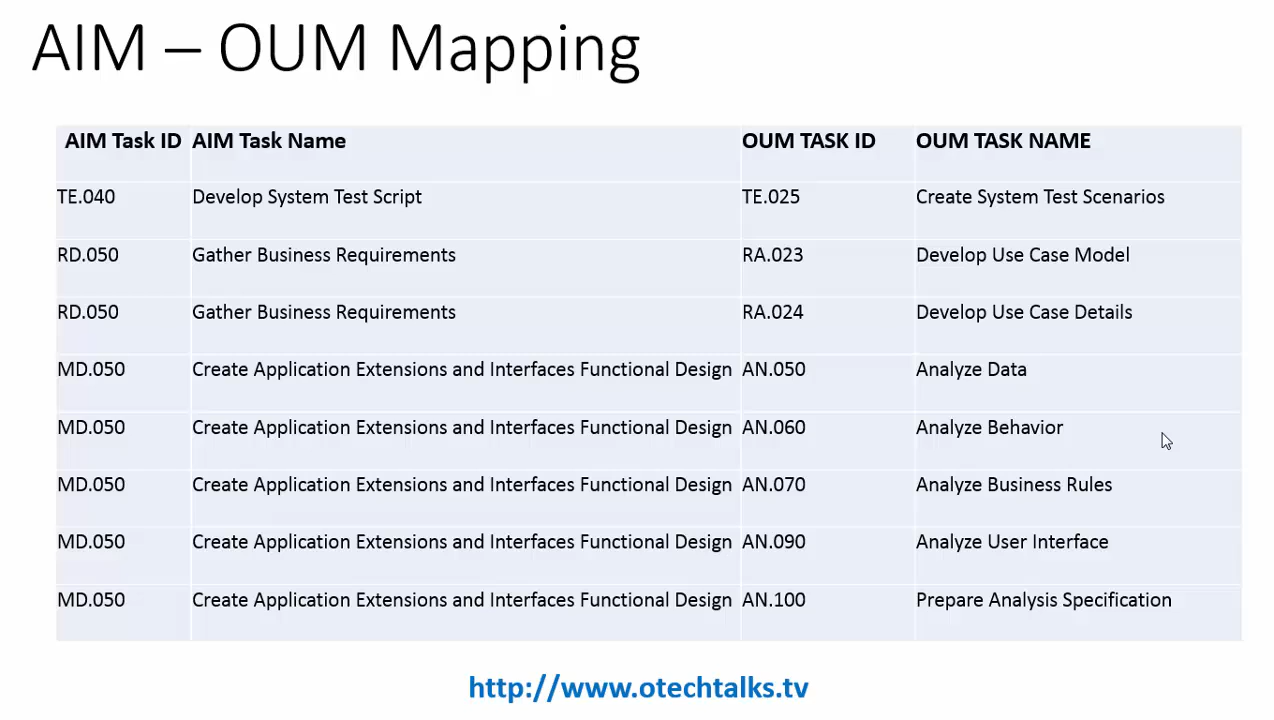 AIM – OUM Mapping
AIM Task ID AIM Task Name OUM TASK ID OUM TASK NAME
TE.040 Develop System Test Script TE.025 Create System Test Scenarios
RD.050 Gather Business Requirements RA.023 Develop Use Case Model
RD.050 Gather Business Requirements RA.024 Develop Use Case Details
MD.050 Create Application Extensions and Interfaces Functional Design AN.050 Analyze Data
MD.050 Create Application Extensions and Interfaces Functional Design AN.060 Analyze Behavior
MD.050 Create Application Extensions and Interfaces Functional Design AN.070 Analyze Business Rules
MD.050 Create Application Extensions and Interfaces Functional Design AN.090 Analyze User Interface
MD.050 Create Application Extensions and Interfaces Functional Design AN.100 Prepare Analysis Specification
http://www.otechtalks.tv